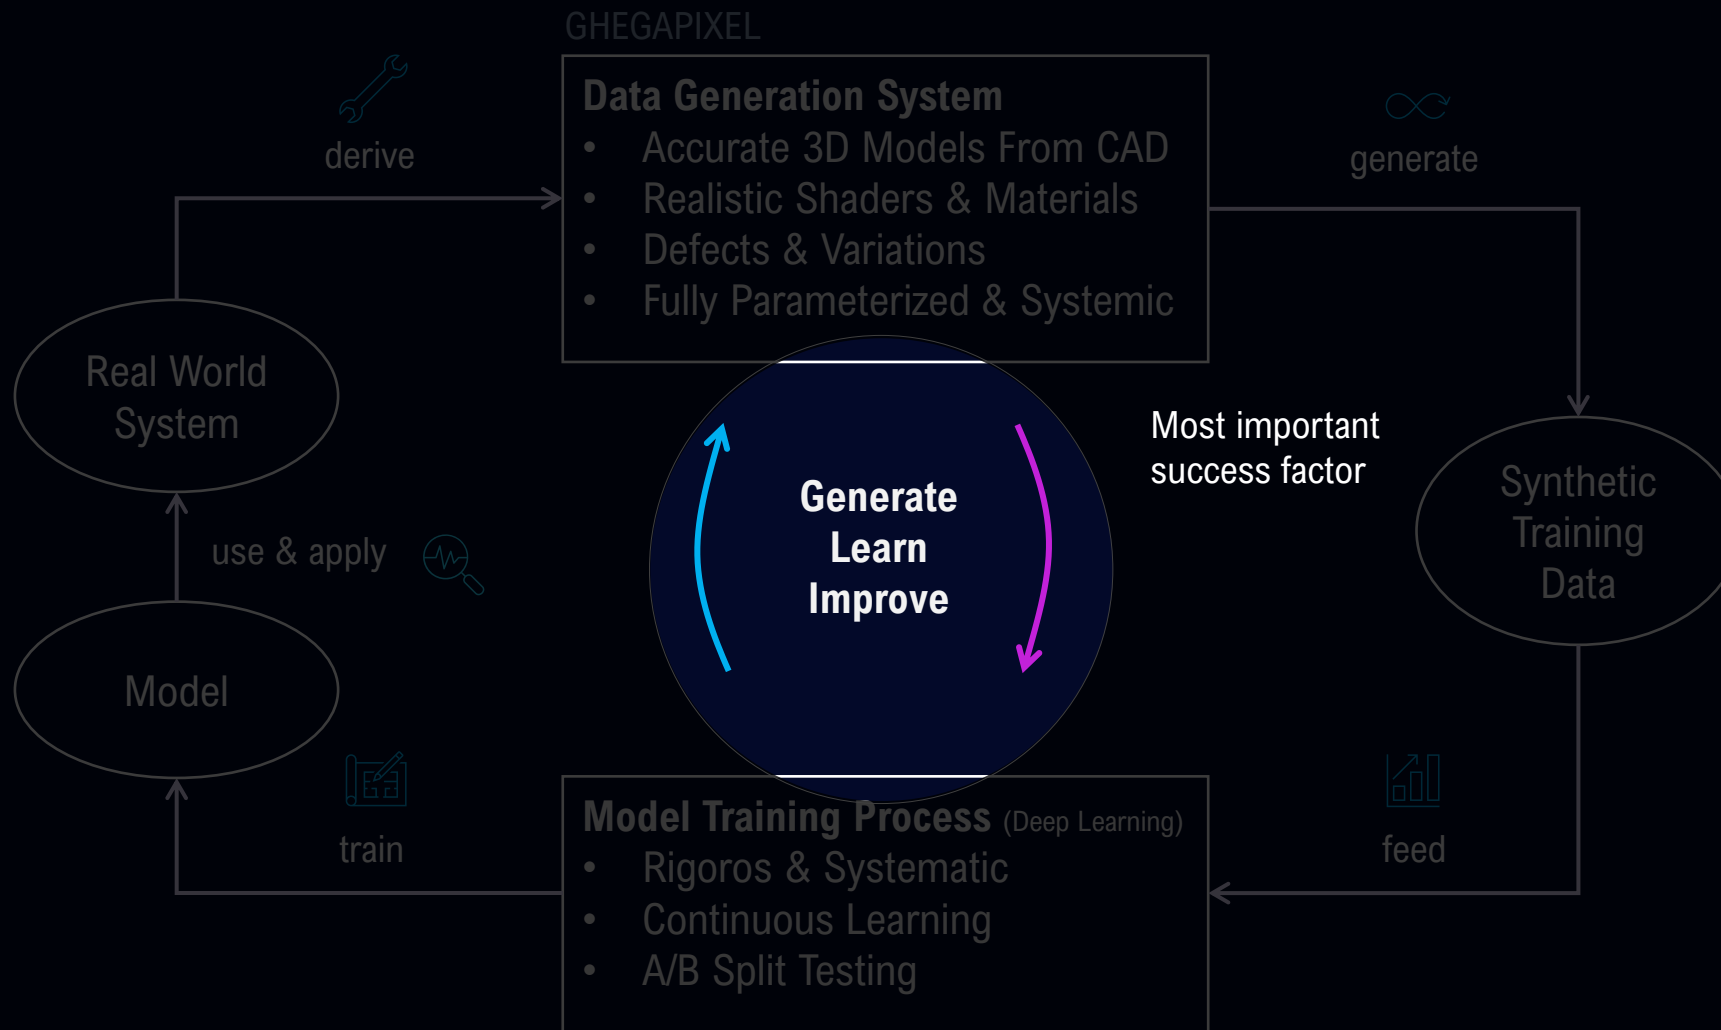 GHEGAPIXEL
derive
Data Generation System
• Accurate 3D Models From CAD
• Realistic Shaders & Materials
• Defects & Variations
• Fully Parameterized & Systemic
generate
Real World
System
Most important
success factor
Generate
Learn
Improve
Synthetic
Training
Data
use & apply
Model
train
Model Training Process (Deep Learning)
• Rigoros & Systematic
• Continuous Learning
• A/B Split Testing
feed